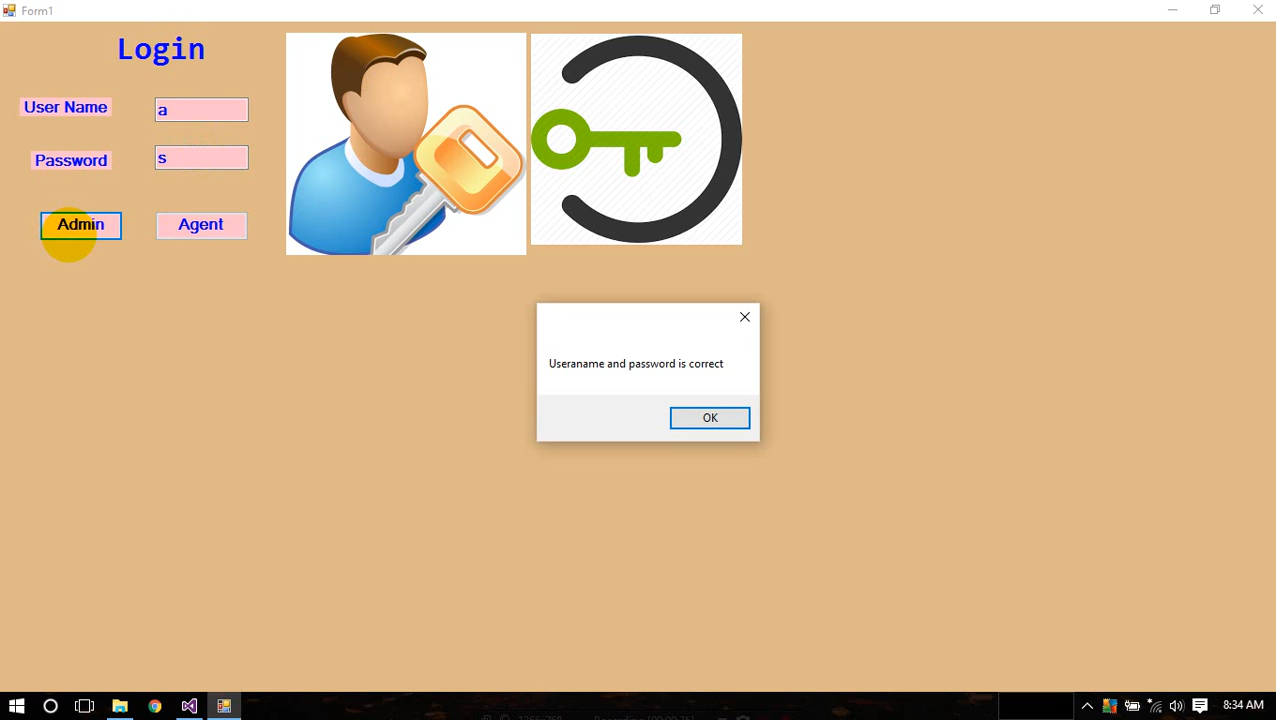 Form1
Login
User Name
a
Password
s
Admin
Agent
Useraname and password is correct
OK
8:34 AM